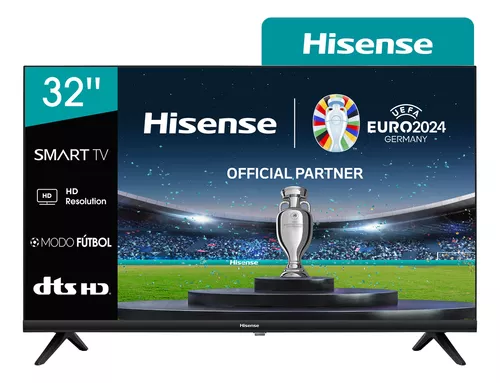 Hisense
32"
SMART TV
HD
HD
Resolution
MODO FÚTBOL
dts HD
Hisense
UEFA
EURO2024
GERMANY
OFFICIAL PARTNER
Hisense
Hisense